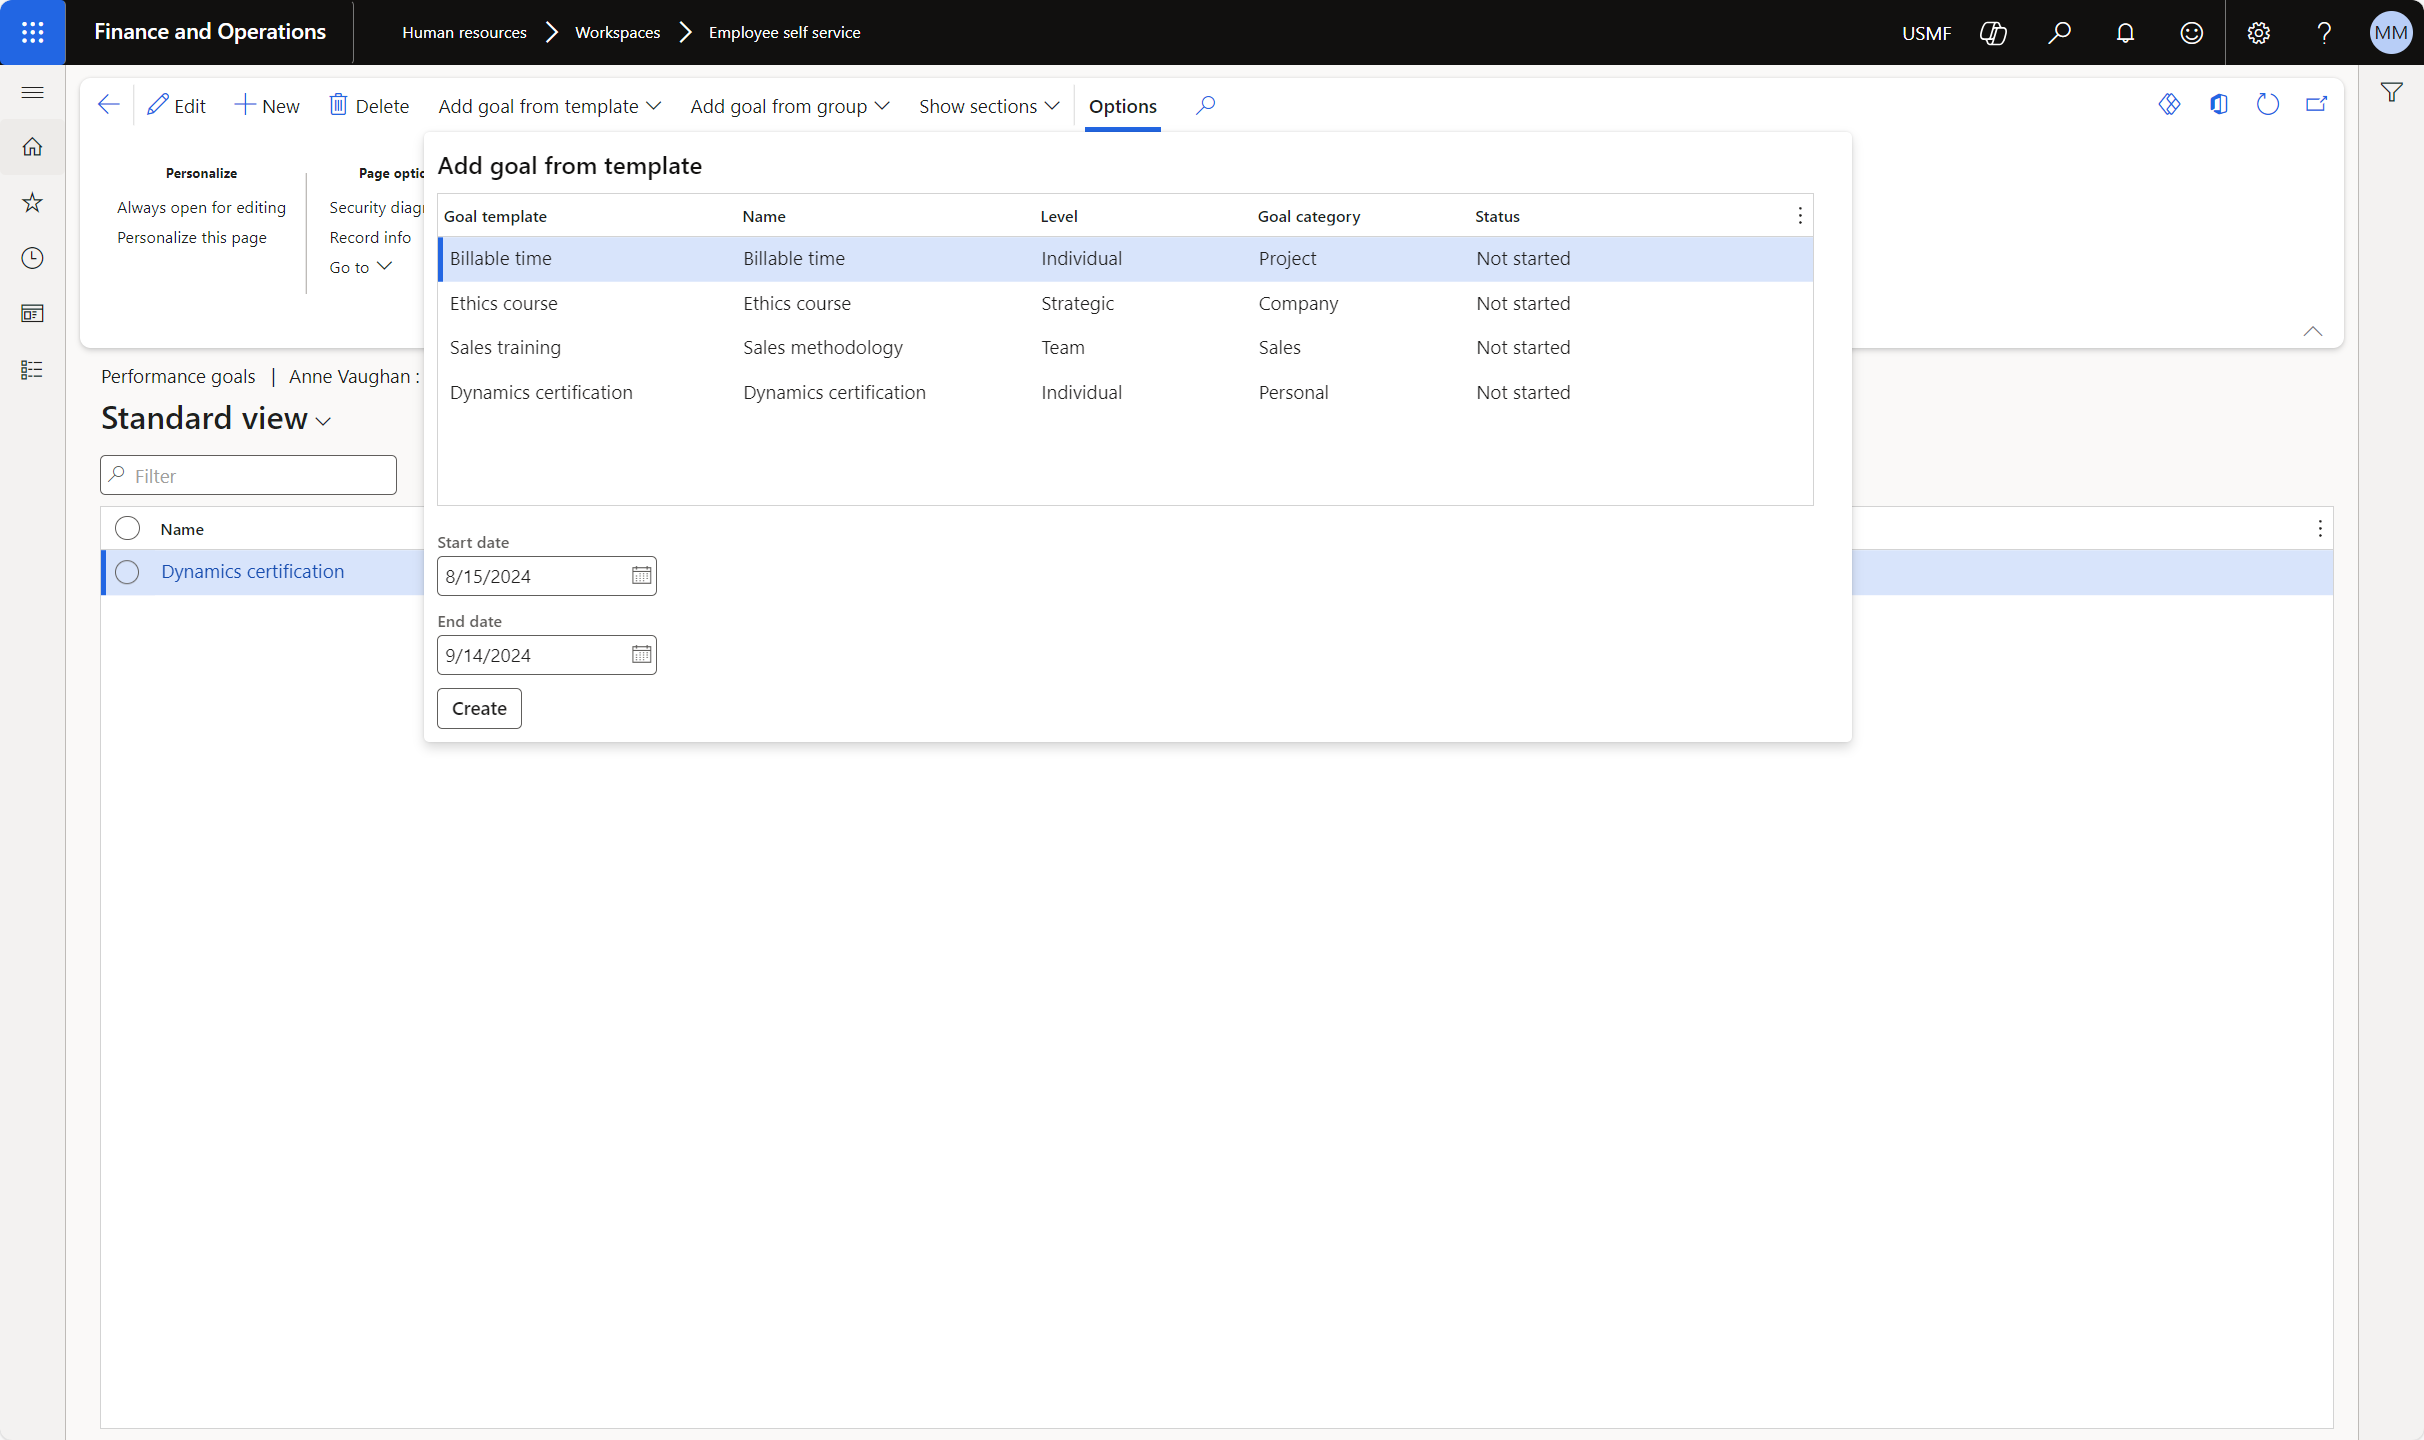 Finance and Operations
Human resources > Workspaces > Employee self service
USMF
MM
Edit New Delete Add goal from template Add goal from group Show sections Options
Personalize
Always open for editing
Personalize this page
Page optic
Security diag
Record info
Go to
Add goal from template
Goal template Name Level Goal category Status
Billable time Billable time Individual Project Not started
Ethics course Ethics course Strategic Company Not started
Sales training Sales methodology Team Sales Not started
Dynamics certification Dynamics certification Individual Personal Not started
Start date
8/15/2024
End date
9/14/2024
Create
Performance goals | Anne Vaughan :
Standard view
Filter
Name
Dynamics certification